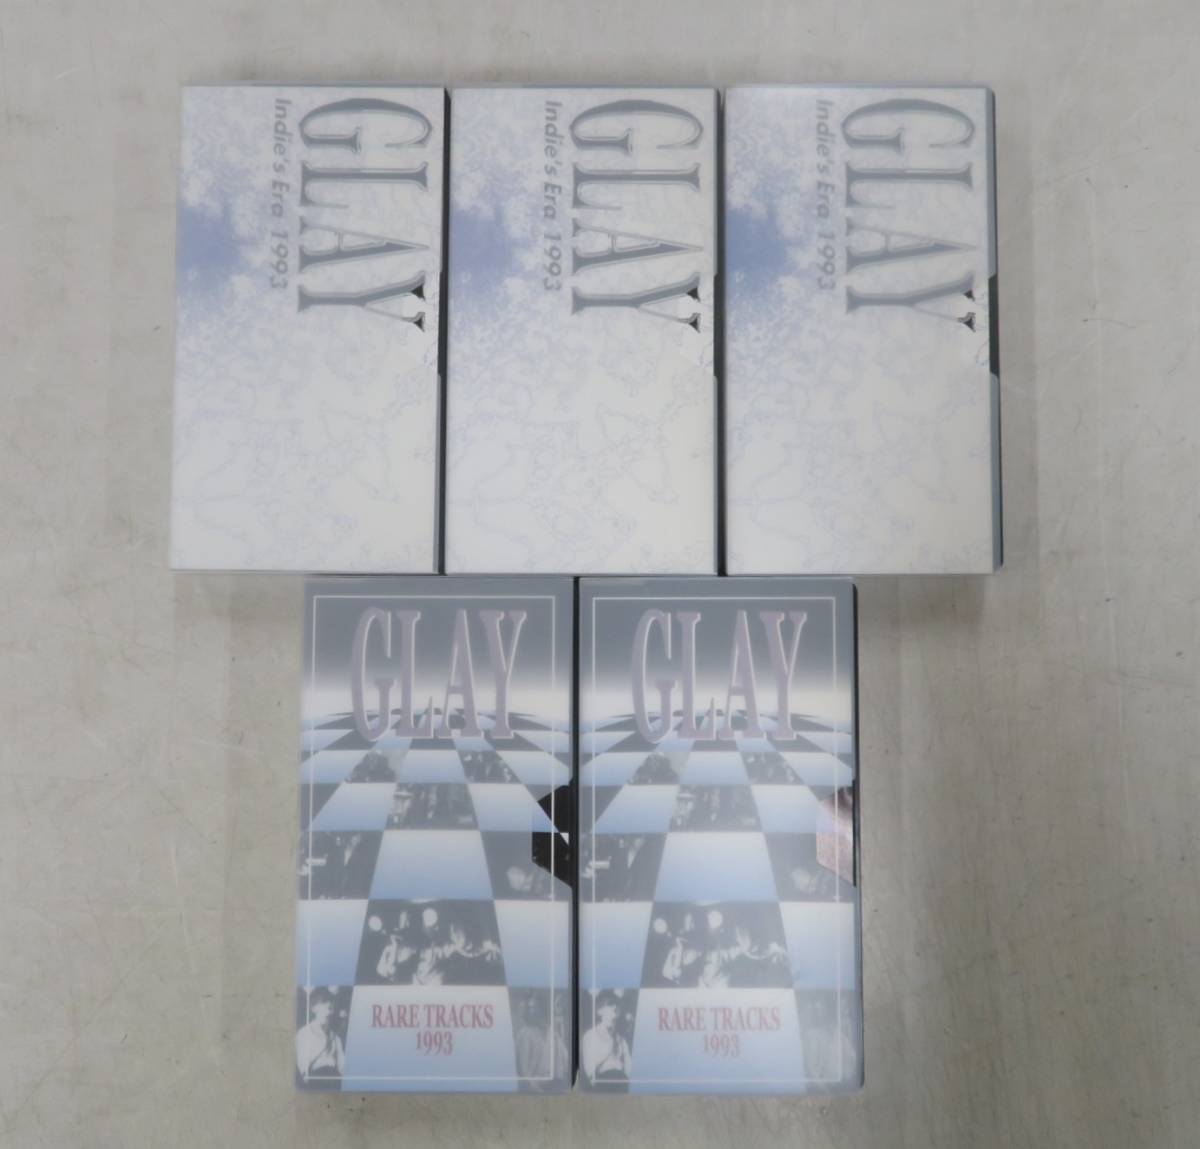 GLAY
Indie's Era 1993
GLAY
Indie's Era 1993
GLAY
Indie's Era 1993
GLAY
RARE TRACKS
1993
GLAY
RARE TRACKS
1993